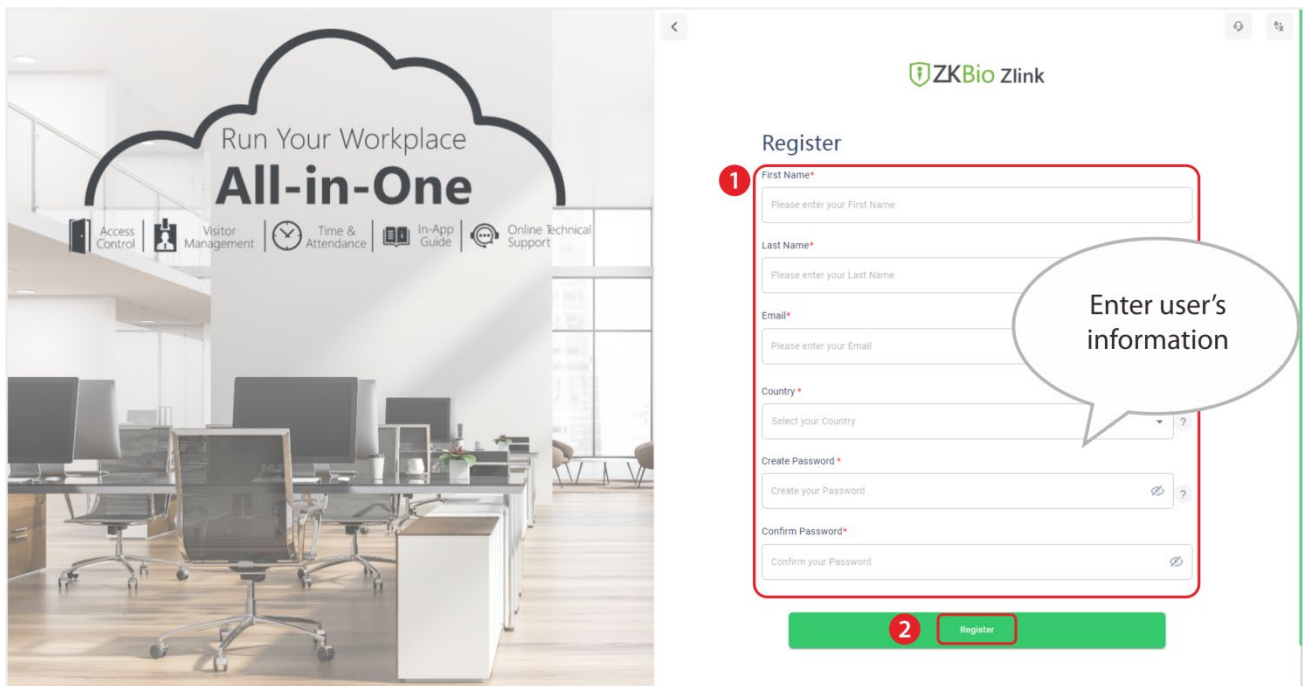 Run Your Workplace
All-in-One
Access
Control
Visitor
Management
Time &
Attendance
In-App
Guide
Online Technical
Support
ZKBio Zlink
Register
1
First Name*
Please enter your First Name
Last Name*
Please enter your Last Name
Email*
Please enter your Email
Enter user's
information
Country *
Select your Country
?
Create Password *
Create your Password
?
Confirm Password*
Confirm your Password
2
Register